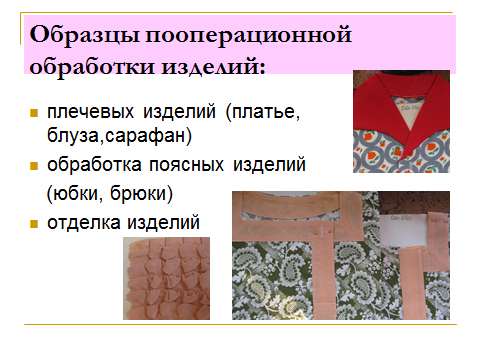 Образцы пооперационной
обработки изделий:
плечевых изделий (платье,
блуза,сарафан)
обработка поясных изделий
(юбки, брюки)
отделка изделий